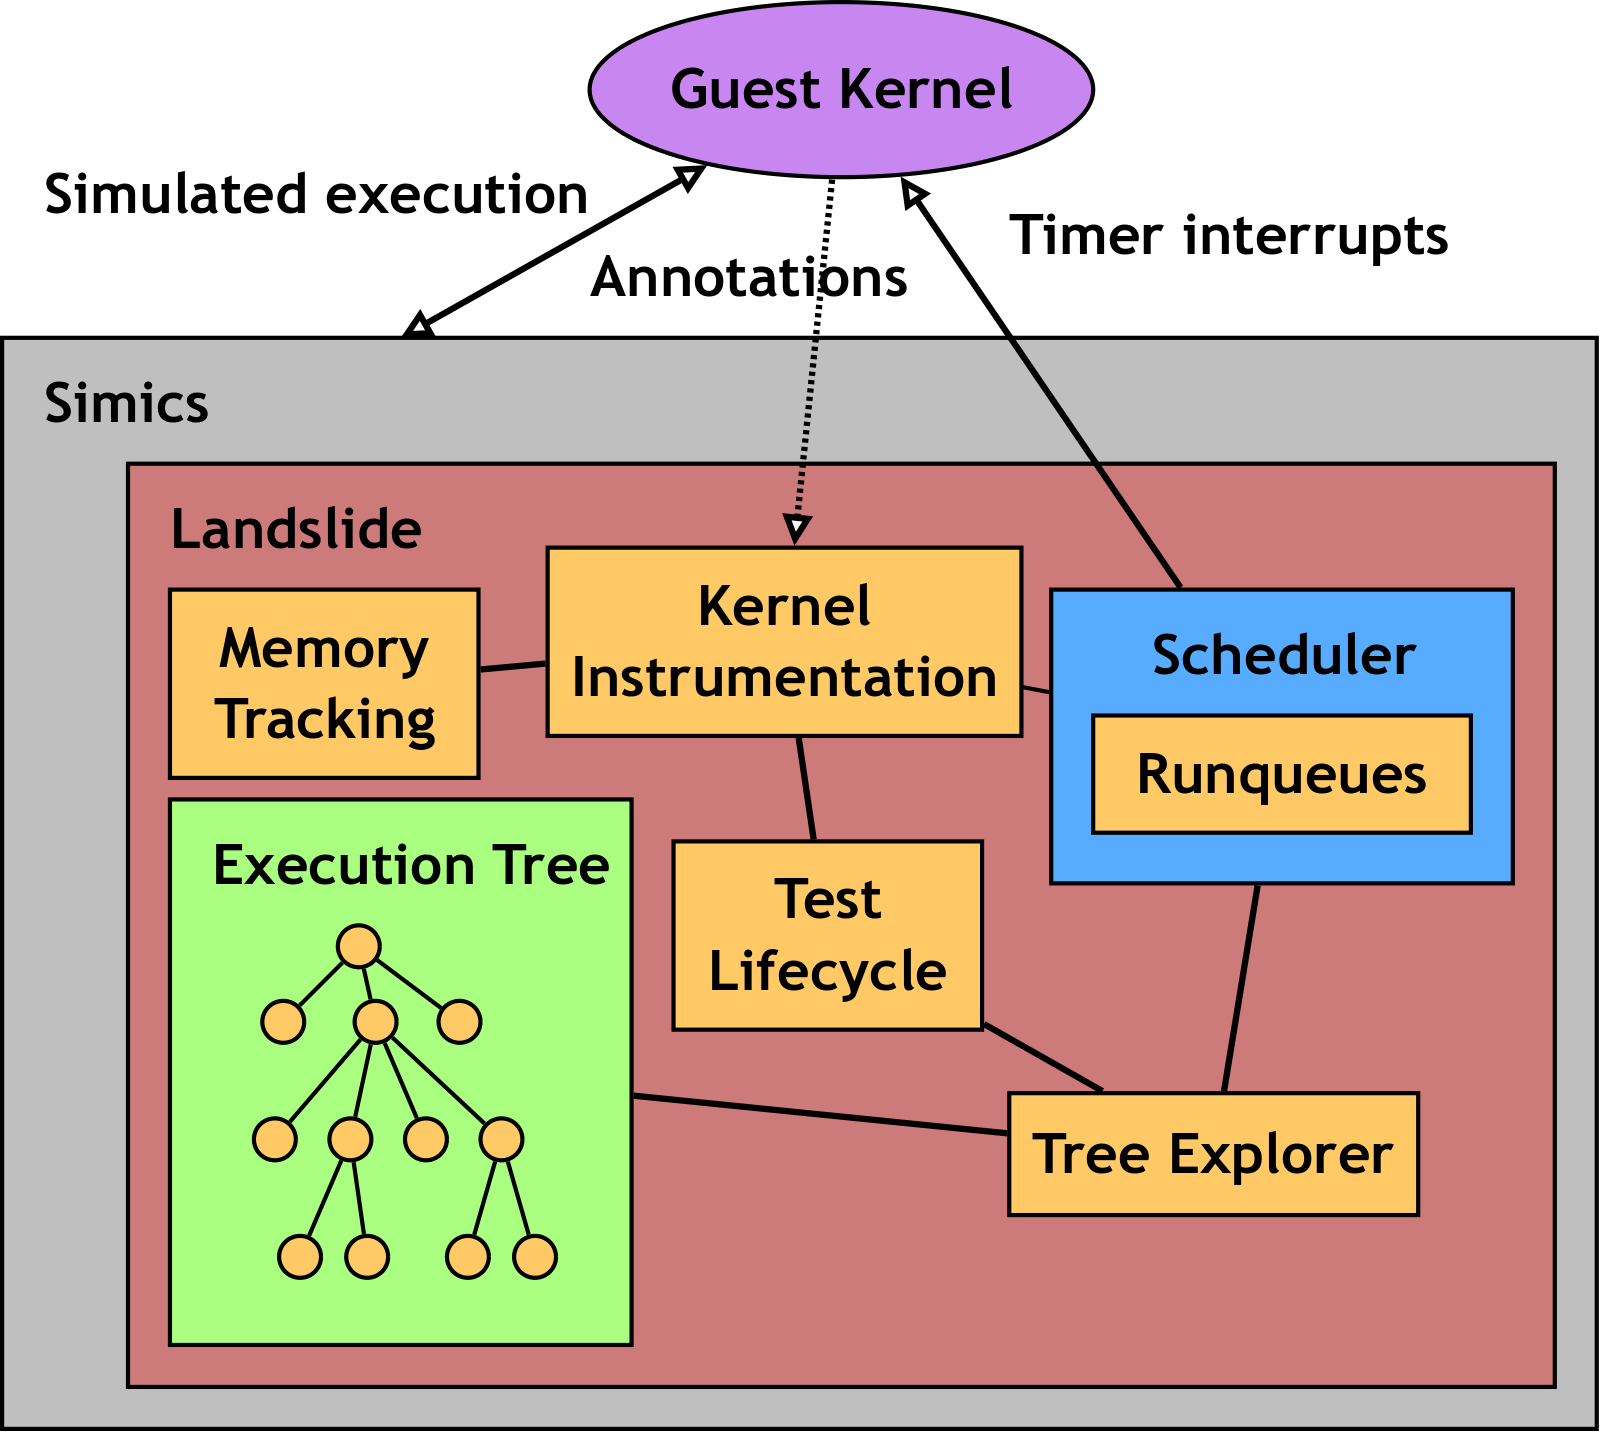 Guest Kernel
Simulated execution
Timer interrupts
Annotations
Simics
Landslide
Kernel
Instrumentation
Memory
Tracking
Scheduler
Runqueues
Execution Tree
Test
Lifecycle
Tree Explorer